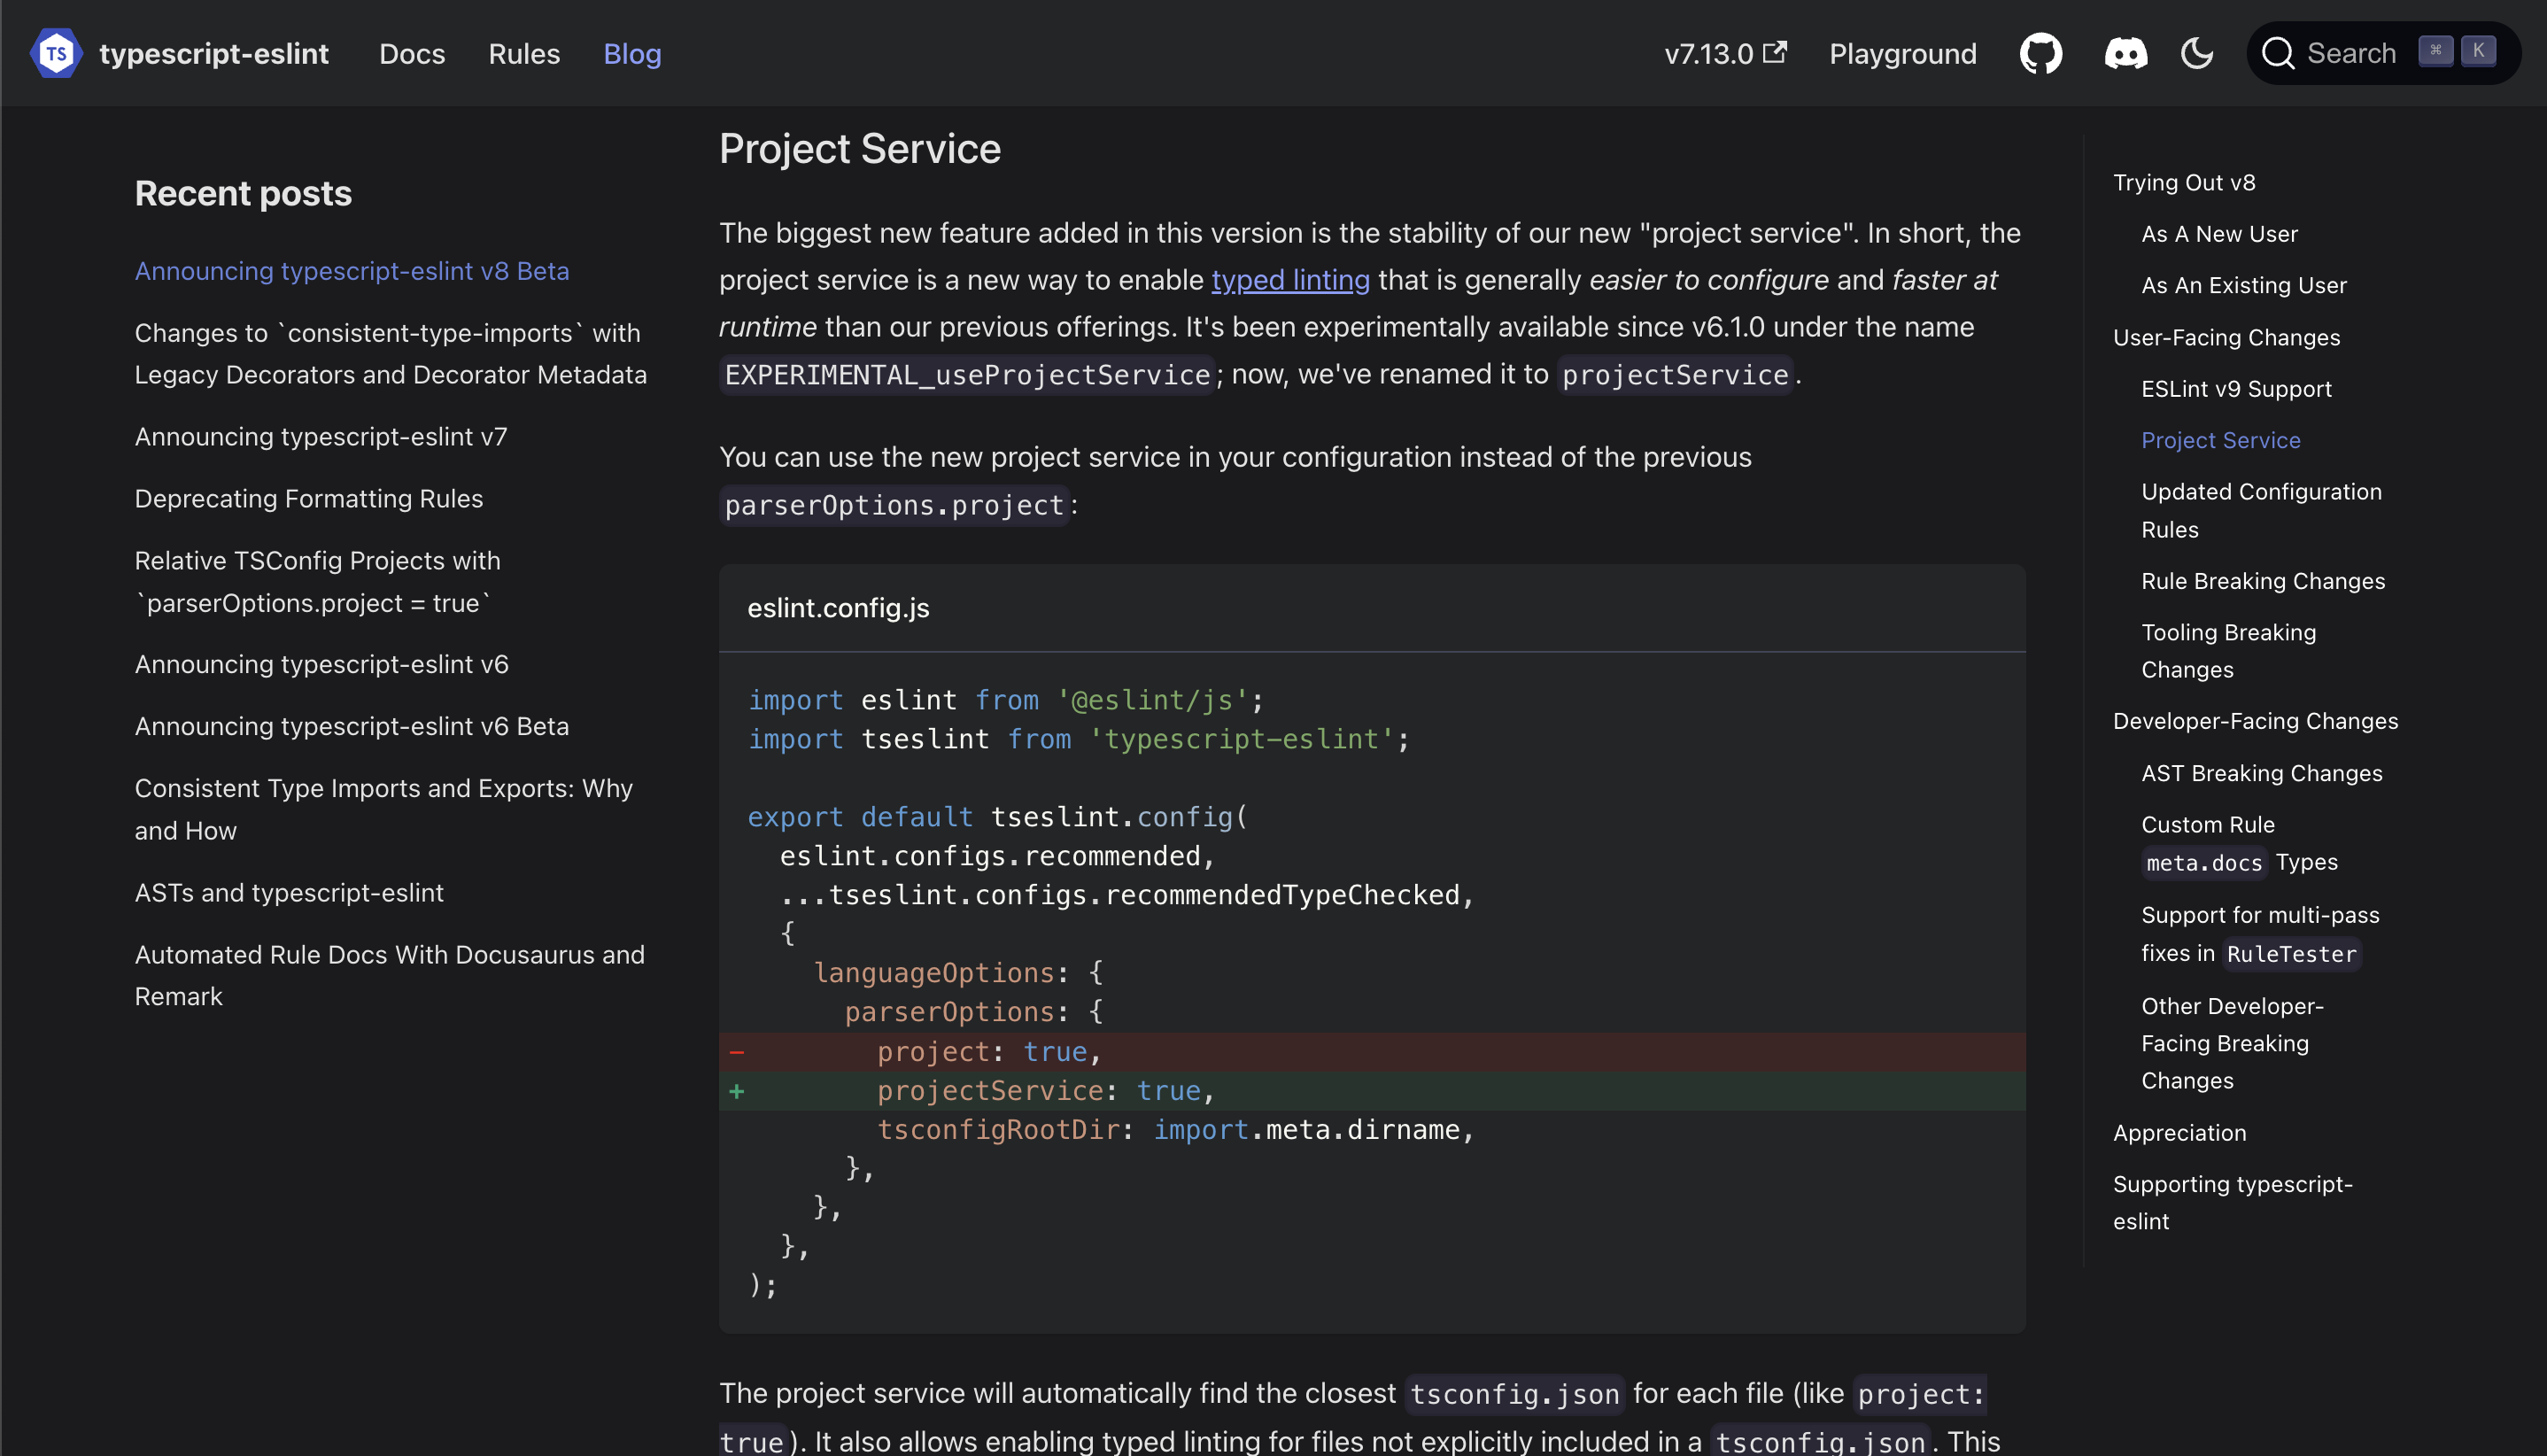 TS typescript-eslint Docs Rules Blog v7.13.0 Playground Search ⌘ K
Recent posts
Announcing typescript-eslint v8 Beta
Changes to `consistent-type-imports` with
Legacy Decorators and Decorator Metadata
Announcing typescript-eslint v7
Deprecating Formatting Rules
Relative TSConfig Projects with
`parserOptions.project = true`
Announcing typescript-eslint v6
Announcing typescript-eslint v6 Beta
Consistent Type Imports and Exports: Why
and How
ASTs and typescript-eslint
Automated Rule Docs With Docusaurus and
Remark
Project Service
The biggest new feature added in this version is the stability of our new "project service". In short, the
project service is a new way to enable typed linting that is generally easier to configure and faster at
runtime than our previous offerings. It's been experimentally available since v6.1.0 under the name
EXPERIMENTAL_useProjectService; now, we've renamed it to projectService.
You can use the new project service in your configuration instead of the previous
parserOptions.project:
eslint.config.js
import eslint from '@eslint/js';
import tseslint from 'typescript-eslint';
export default tseslint.config(
  eslint.configs.recommended,
  ...tseslint.configs.recommendedTypeChecked,
  {
    languageOptions: {
      parserOptions: {
-       project: true,
+       projectService: true,
        tsconfigRootDir: import.meta.dirname,
      },
    },
  },
);
The project service will automatically find the closest tsconfig.json for each file (like project:
true). It also allows enabling typed linting for files not explicitly included in a tsconfig.json. This
Trying Out v8
As A New User
As An Existing User
User-Facing Changes
ESLint v9 Support
Project Service
Updated Configuration
Rules
Rule Breaking Changes
Tooling Breaking
Changes
Developer-Facing Changes
AST Breaking Changes
Custom Rule
meta.docs Types
Support for multi-pass
fixes in RuleTester
Other Developer-
Facing Breaking
Changes
Appreciation
Supporting typescript-
eslint